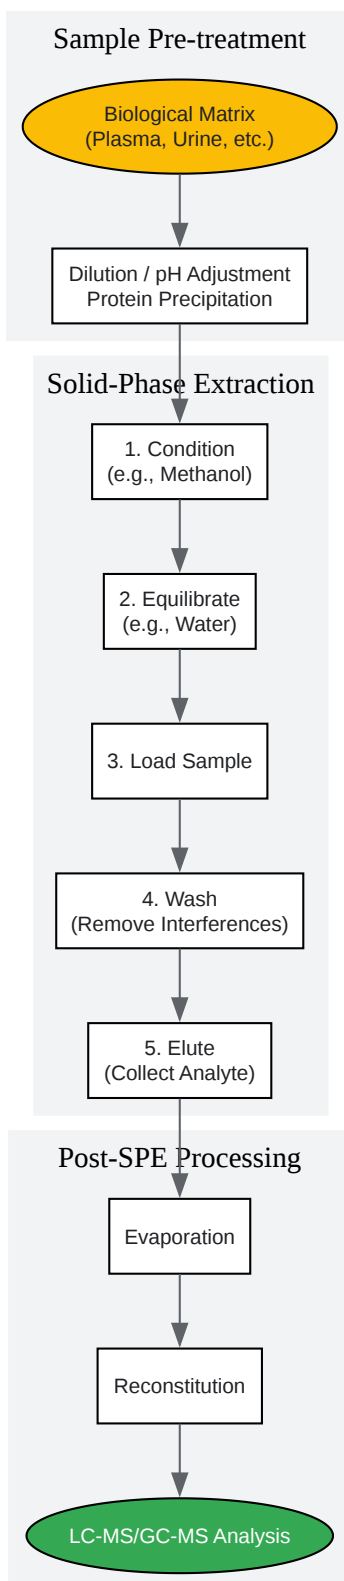 Sample Pre-treatment
Biological Matrix
(Plasma, Urine, etc.)
Dilution / pH Adjustment
Protein Precipitation
Solid-Phase Extraction
1. Condition
(e.g., Methanol)
2. Equilibrate
(e.g., Water)
3. Load Sample
4. Wash
(Remove Interferences)
5. Elute
(Collect Analyte)
Post-SPE Processing
Evaporation
Reconstitution
LC-MS/GC-MS Analysis